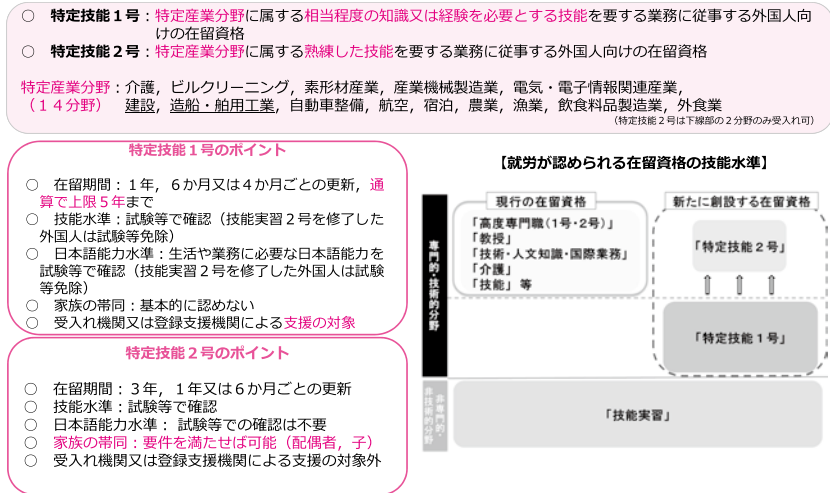 ○ 特定技能1号：特定産業分野に属する相当程度の知識又は経験を必要とする技能を要する業務に従事する外国人向
けの在留資格
○ 特定技能2号：特定産業分野に属する熟練した技能を要する業務に従事する外国人向けの在留資格
特定産業分野：介護，ビルクリーニング，素形材産業，産業機械製造業，電気・電子情報関連産業，
（14分野） 建設，造船・舶用工業，自動車整備，航空，宿泊，農業，漁業，飲食料品製造業，外食業
（特定技能2号は下線部の2分野のみ受入れ可）
特定技能1号のポイント
○ 在留期間：1年，6か月又は4か月ごとの更新，通
算で上限5年まで
○ 技能水準：試験等で確認（技能実習2号を修了した
外国人は試験等免除）
○ 日本語能力水準：生活や業務に必要な日本語能力を
試験等で確認（技能実習2号を修了した外国人は試験
等免除）
○ 家族の帯同：基本的に認めない
○ 受入れ機関又は登録支援機関による支援の対象
特定技能2号のポイント
○ 在留期間：3年，1年又は6か月ごとの更新
○ 技能水準：試験等で確認
○ 日本語能力水準： 試験等での確認は不要
○ 家族の帯同：要件を満たせば可能（配偶者，子）
○ 受入れ機関又は登録支援機関による支援の対象外
【就労が認められる在留資格の技能水準】
専門的・技術的分野
現行の在留資格
「高度専門職（1号・2号）」
「教授」
「技術・人文知識・国際業務」
「介護」
「技能」 等
新たに創設する在留資格
「特定技能2号」
「特定技能1号」
非専門的・
非技術的分野
「技能実習」